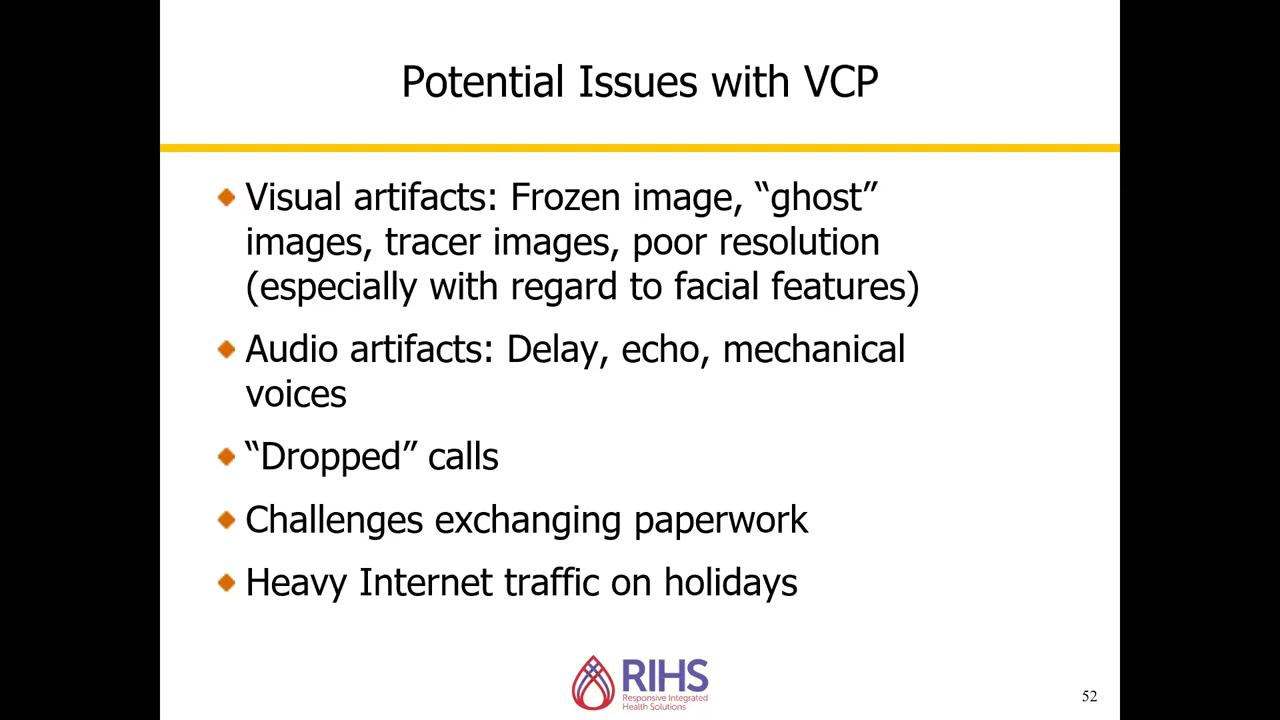 Potential Issues with VCP
Visual artifacts: Frozen image, “ghost”
images, tracer images, poor resolution
(especially with regard to facial features)
Audio artifacts: Delay, echo, mechanical
voices
“Dropped” calls
Challenges exchanging paperwork
Heavy Internet traffic on holidays
RIHS
Responsive Integrated
Health Solutions
52